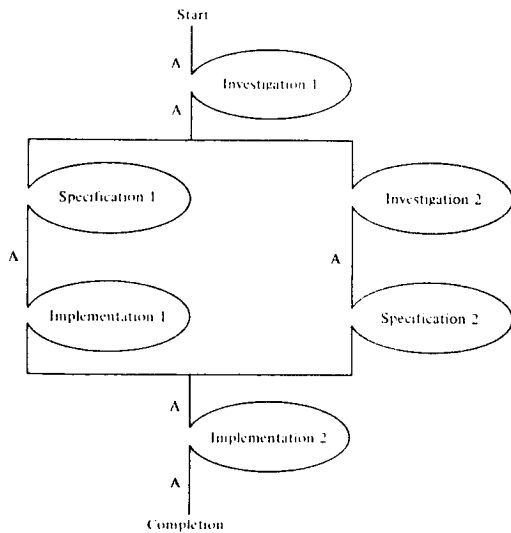 Start
A
Investigation 1
A
Specification 1
Investigation 2
A
A
Implementation 1
Specification 2
A
Implementation 2
A
Completion